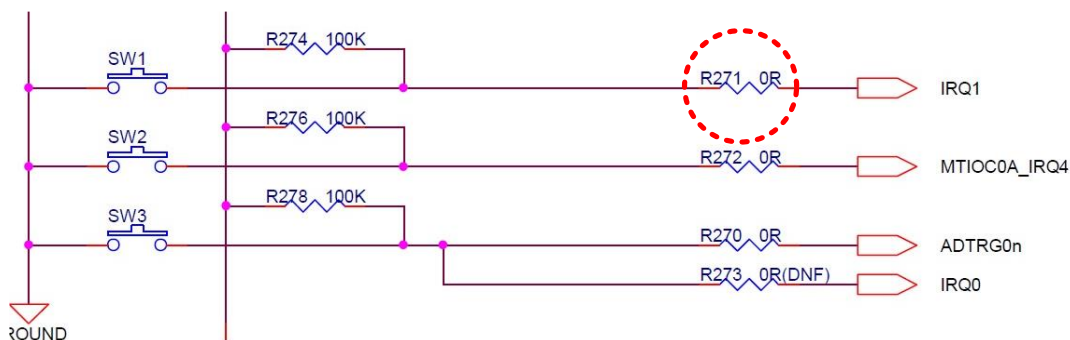 R274 100K
SW1
R271 0R
IRQ1
R276 100K
SW2
R272 0R
MTIOC0A_IRQ4
R278 100K
SW3
R270 0R
ADTRG0n
R273 0R(DNF)
IRQ0
ROUND